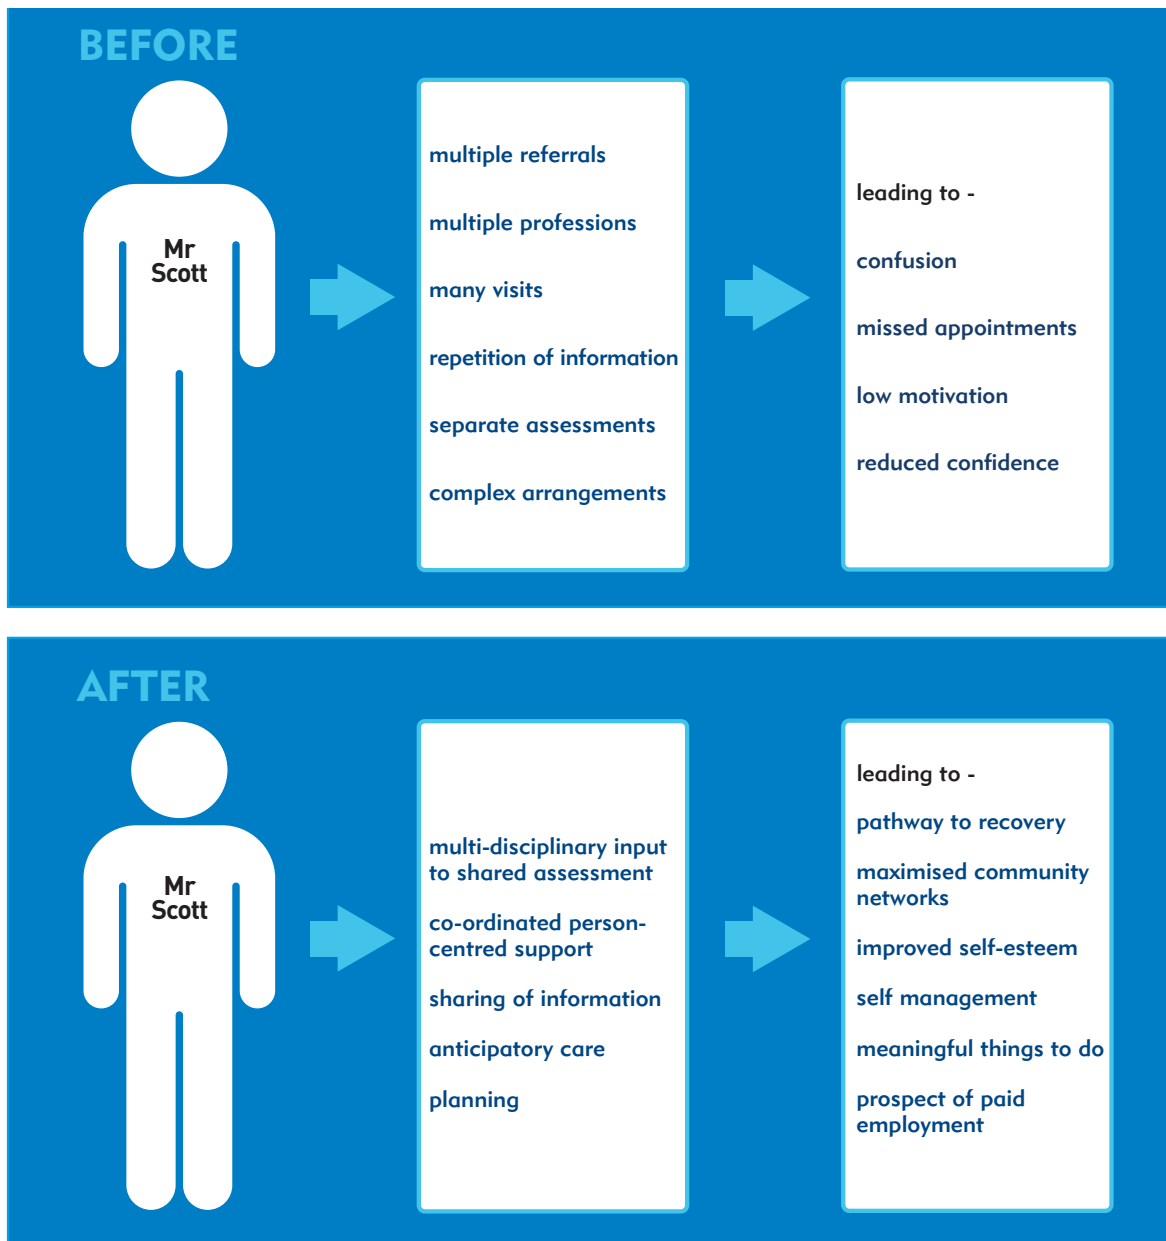 BEFORE
Mr
Scott
multiple referrals
multiple professions
many visits
repetition of information
separate assessments
complex arrangements
leading to -
confusion
missed appointments
low motivation
reduced confidence
AFTER
Mr
Scott
multi-disciplinary input
to shared assessment
co-ordinated person-
centred support
sharing of information
anticipatory care
planning
leading to -
pathway to recovery
maximised community
networks
improved self-esteem
self management
meaningful things to do
prospect of paid
employment